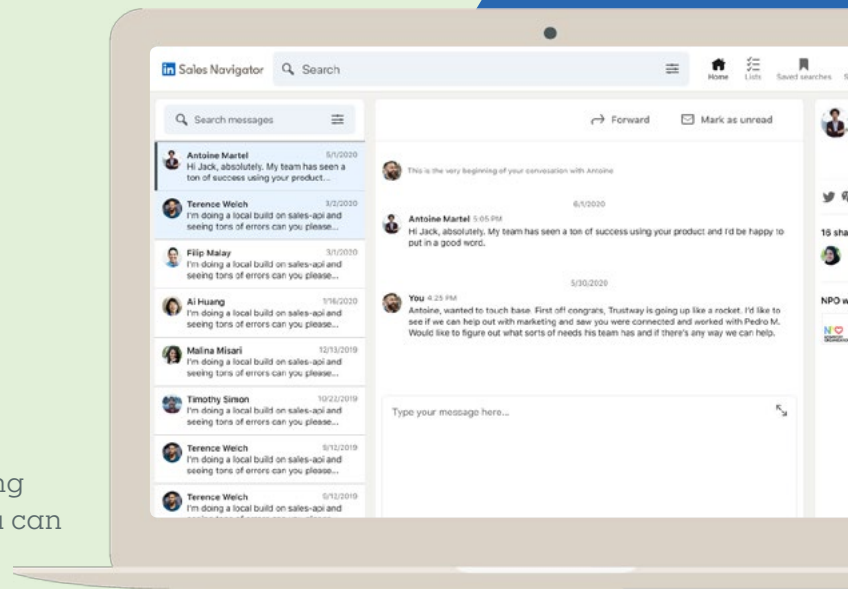 in Sales Navigator
Search
Home
Lists
Saved searches
S
Search messages
Antoine Martel 5/1/2020
Hi Jack, absolutely. My team has seen a
ton of success using your product...
Terence Welch 3/2/2020
I'm doing a local build on sales-api and
seeing tons of errors can you please...
Filip Malay 3/1/2020
I'm doing a local build on sales-api and
seeing tons of errors can you please...
Ai Huang 1/16/2020
I'm doing a local build on sales-api and
seeing tons of errors can you please...
Malina Misari 12/13/2019
I'm doing a local build on sales-api and
seeing tons of errors can you please...
Timothy Simon 10/22/2019
I'm doing a local build on sales-api and
seeing tons of errors can you please...
Terence Welch 5/12/2019
I'm doing a local build on sales-api and
seeing tons of errors can you please...
Terence Welch 5/12/2019
I'm doing a local build on sales-api and
Forward
Mark as unread
This is the very beginning of your convesation with Antoine
6/1/2020
Antoine Martel 5:05 PM
Hi Jack, absolutely. My team has seen a ton of success using your product and I'd be happy to
put in a good word.
5/30/2020
You 4:25 PM
Antoine, wanted to touch base. First off congrats, Trustway is going up like a rocket. I'd like to
see if we can help out with marketing and saw you were connected and worked with Pedro M.
Would like to figure out what sorts of needs his team has and if there's any way we can help.
Type your message here...
16 sha
NPO w
ng
can